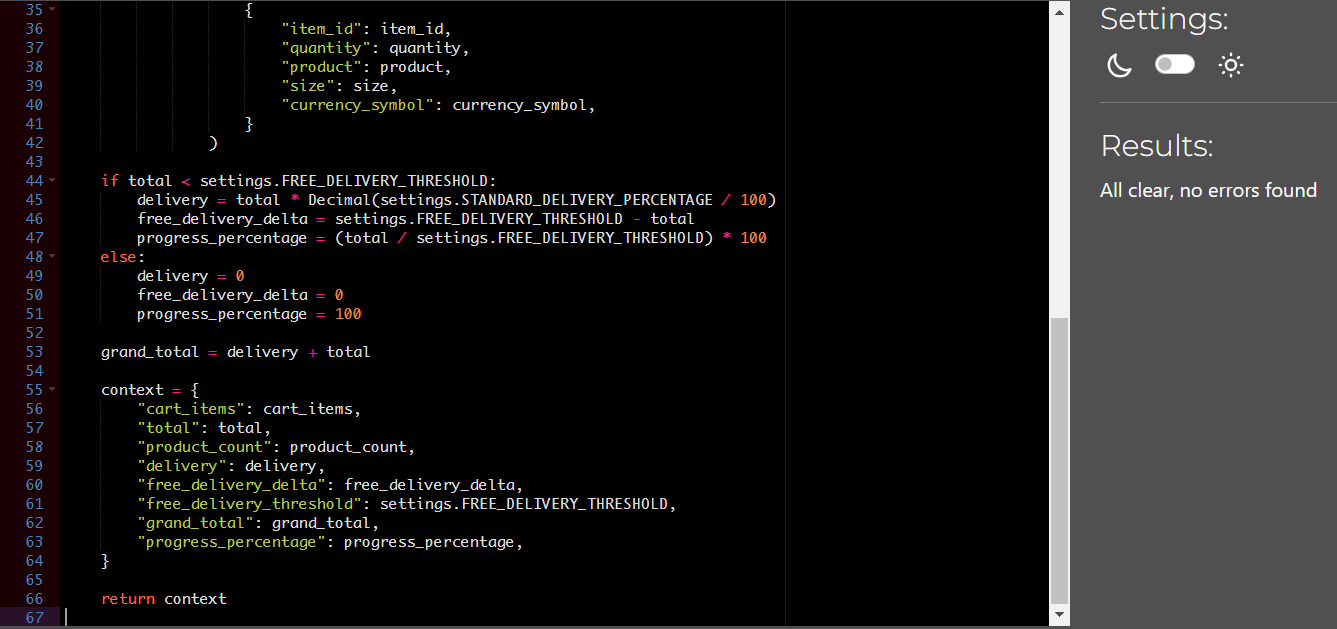 35 {
36 "item_id": item_id,
37 "quantity": quantity,
38 "product": product,
39 "size": size,
40 "currency_symbol": currency_symbol,
41 }
42 )
43
44 if total < settings.FREE_DELIVERY_THRESHOLD:
45 delivery = total * Decimal(settings.STANDARD_DELIVERY_PERCENTAGE / 100)
46 free_delivery_delta = settings.FREE_DELIVERY_THRESHOLD - total
47 progress_percentage = (total / settings.FREE_DELIVERY_THRESHOLD) * 100
48 else:
49 delivery = 0
50 free_delivery_delta = 0
51 progress_percentage = 100
52
53 grand_total = delivery + total
54
55 context = {
56 "cart_items": cart_items,
57 "total": total,
58 "product_count": product_count,
59 "delivery": delivery,
60 "free_delivery_delta": free_delivery_delta,
61 "free_delivery_threshold": settings.FREE_DELIVERY_THRESHOLD,
62 "grand_total": grand_total,
63 "progress_percentage": progress_percentage,
64 }
65
66 return context
67
Settings:
Results:
All clear, no errors found